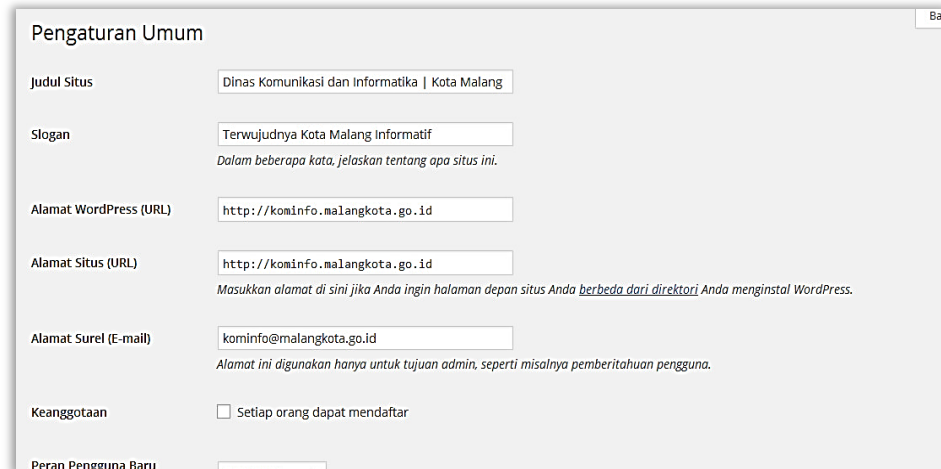 Ba
Pengaturan Umum
Judul Situs
Dinas Komunikasi dan Informatika | Kota Malang
Slogan
Terwujudnya Kota Malang Informatif
Dalam beberapa kata, jelaskan tentang apa situs ini.
Alamat WordPress (URL)
http://kominfo.malangkota.go.id
Alamat Situs (URL)
http://kominfo.malangkota.go.id
Masukkan alamat di sini jika Anda ingin halaman depan situs Anda berbeda dari direktori Anda menginstal WordPress.
Alamat Surel (E-mail)
kominfo@malangkota.go.id
Alamat ini digunakan hanya untuk tujuan admin, seperti misalnya pemberitahuan pengguna.
Keanggotaan
Setiap orang dapat mendaftar
Peran Pengguna Baru